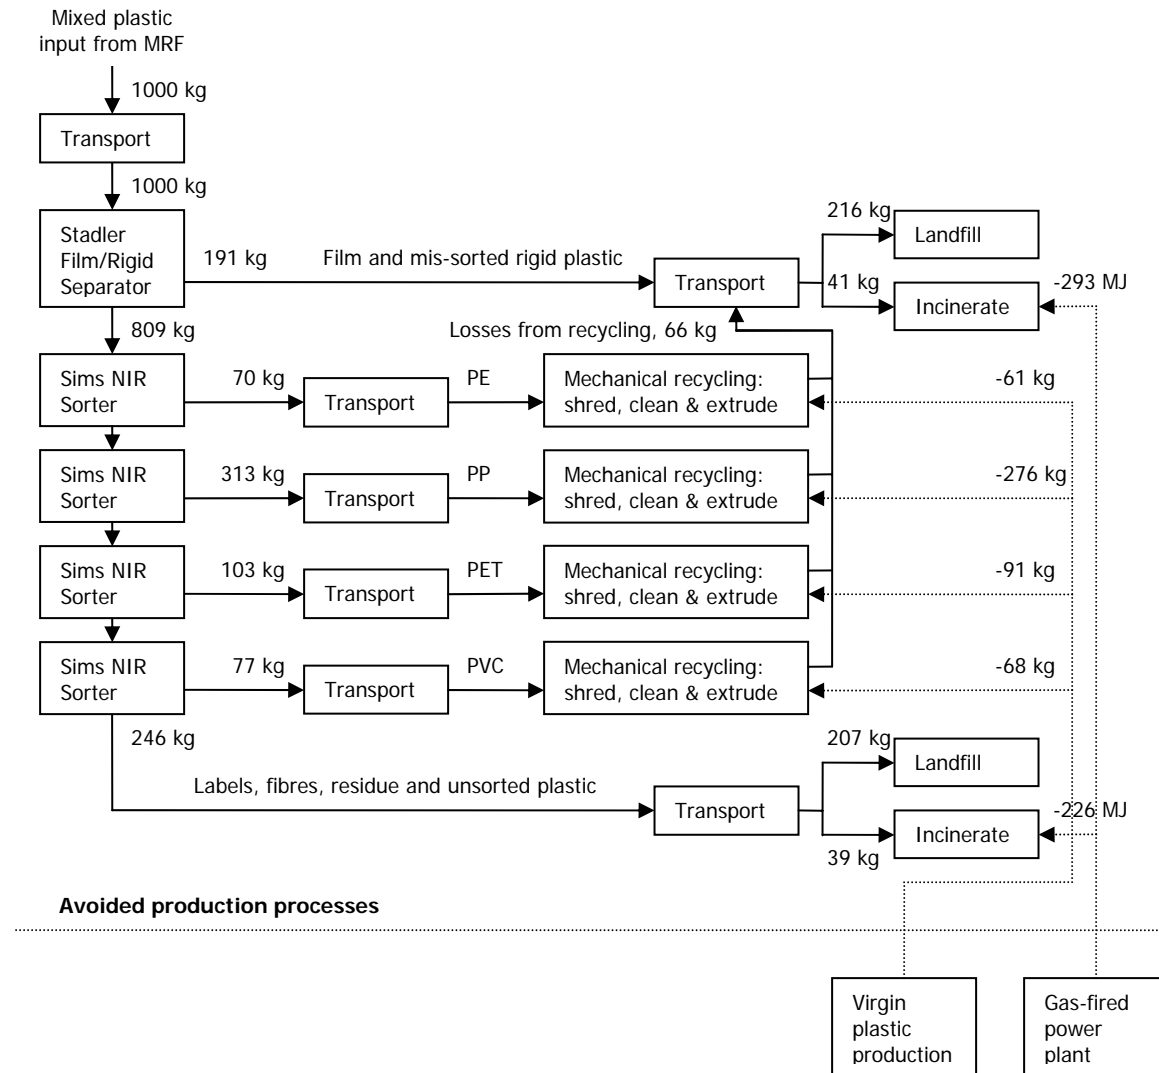 Mixed plastic
input from MRF
1000 kg
Transport
1000 kg
Stadler
Film/Rigid
Separator
191 kg
Film and mis-sorted rigid plastic
Transport
216 kg
Landfill
41 kg
Incinerate
-293 MJ
809 kg
Losses from recycling, 66 kg
Sims NIR
Sorter
70 kg
Transport
PE
Mechanical recycling:
shred, clean & extrude
-61 kg
Sims NIR
Sorter
313 kg
Transport
PP
Mechanical recycling:
shred, clean & extrude
-276 kg
Sims NIR
Sorter
103 kg
Transport
PET
Mechanical recycling:
shred, clean & extrude
-91 kg
Sims NIR
Sorter
77 kg
Transport
PVC
Mechanical recycling:
shred, clean & extrude
-68 kg
246 kg
Labels, fibres, residue and unsorted plastic
Transport
207 kg
Landfill
39 kg
Incinerate
-226 MJ
Avoided production processes
Virgin
plastic
production
Gas-fired
power
plant